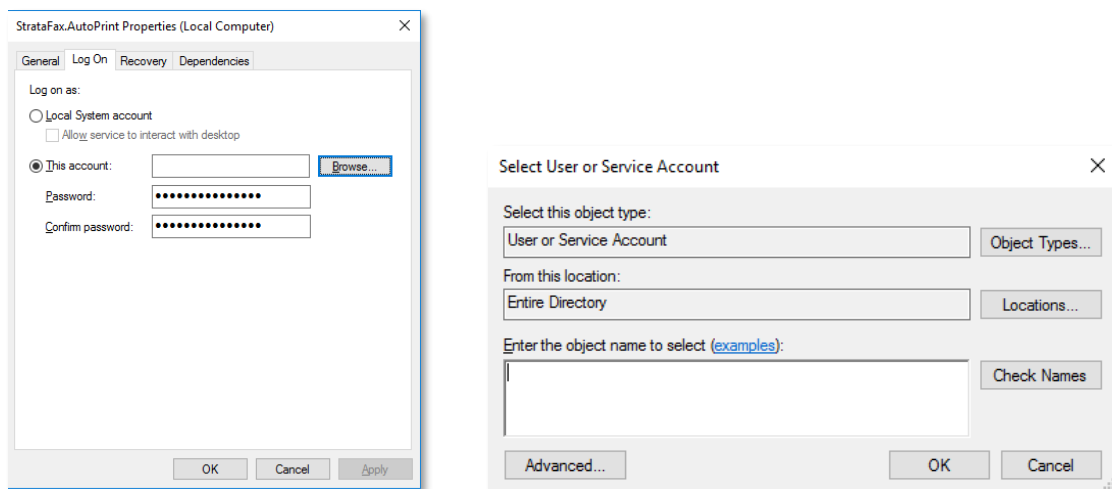 StrataFax.AutoPrint Properties (Local Computer)
General Log On Recovery Dependencies
Log on as:
Local System account
Allow service to interact with desktop
This account:
Browse...
Password:
•••••••••••••••
Confirm password:
•••••••••••••••
OK Cancel Apply
Select User or Service Account
Select this object type:
User or Service Account
Object Types...
From this location:
Entire Directory
Locations...
Enter the object name to select (examples):
Check Names
Advanced...
OK Cancel